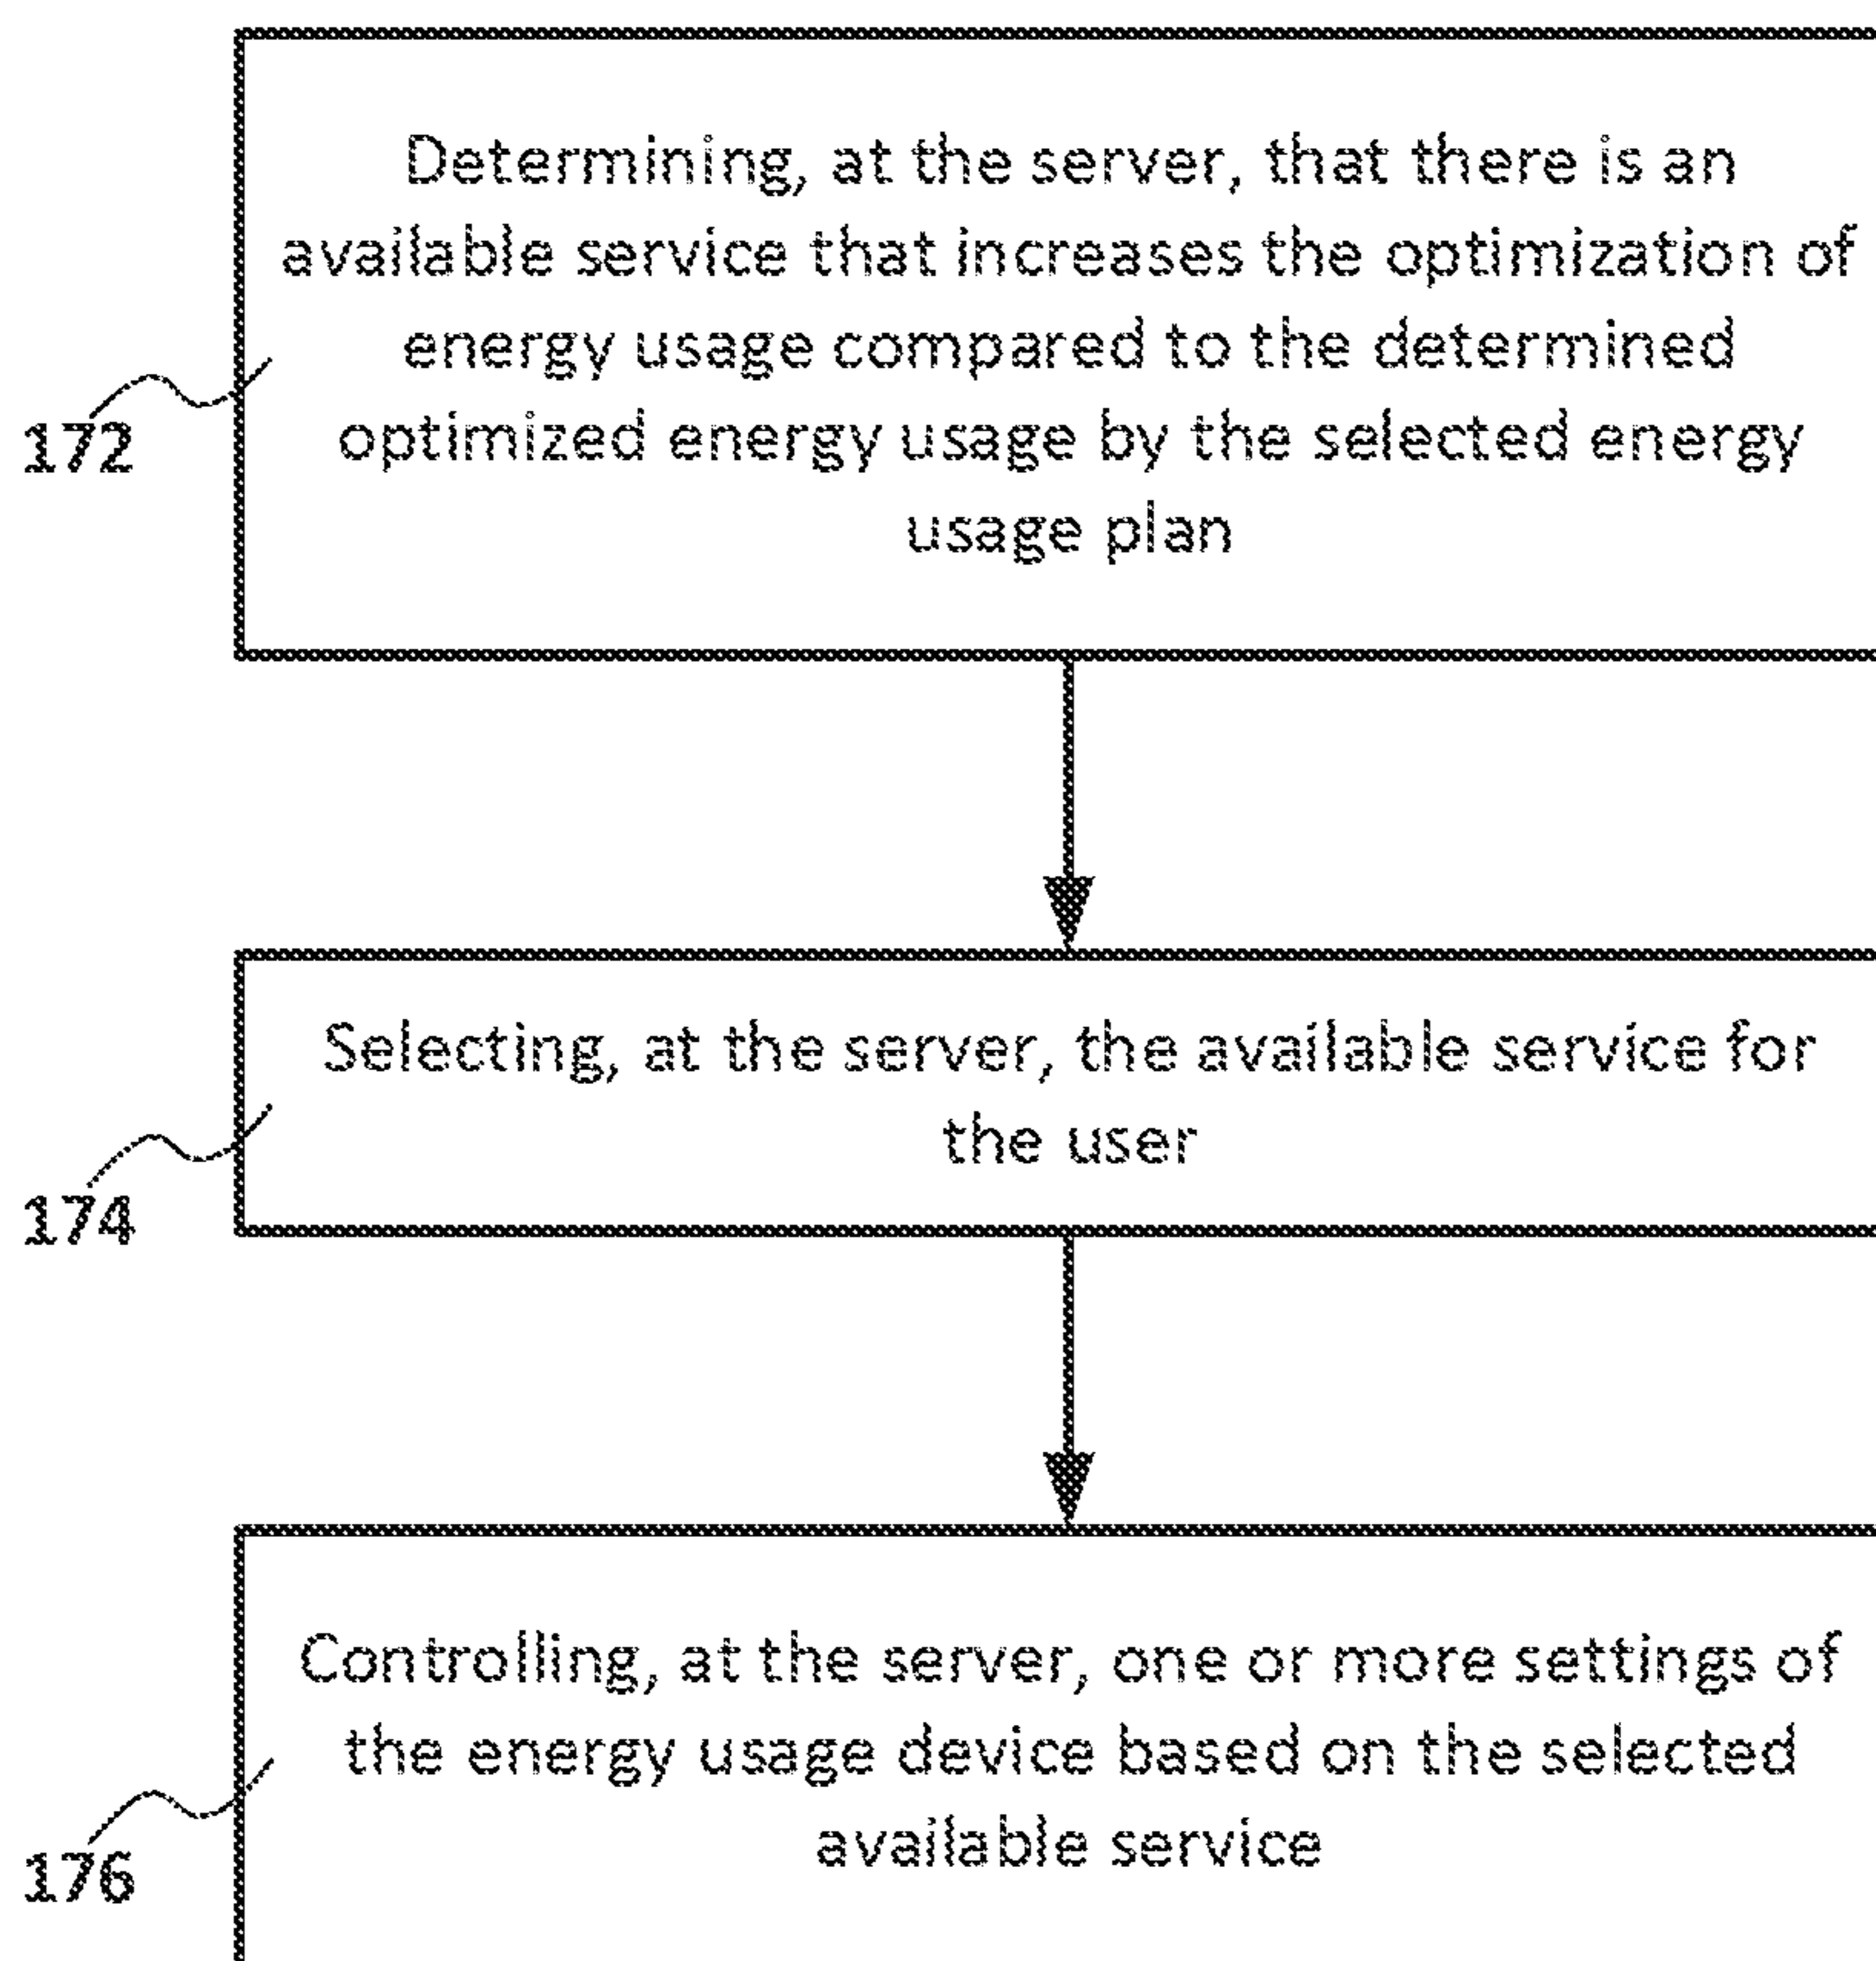 Determining, at the server, that there is an
available service that increases the optimization of
energy usage compared to the determined
optimized energy usage by the selected energy
usage plan
172
Selecting, at the server, the available service for
the user
174
Controlling, at the server, one or more settings of
the energy usage device based on the selected
available service
176